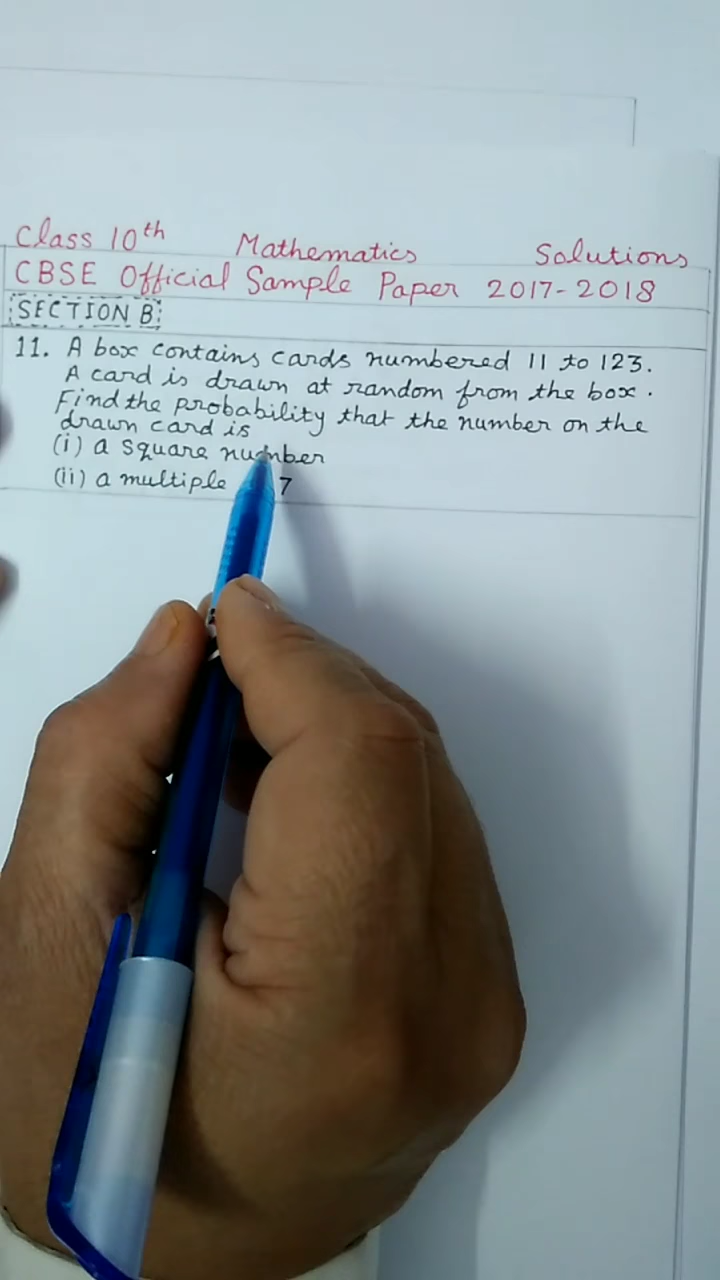 Class 10th Mathematics Solutions
CBSE Official Sample Paper 2017-2018
SECTION B
11. A box contains cards numbered 11 to 123.
A card is drawn at random from the box.
Find the probability that the number on the
drawn card is
(i) a square number
(ii) a multiple 7